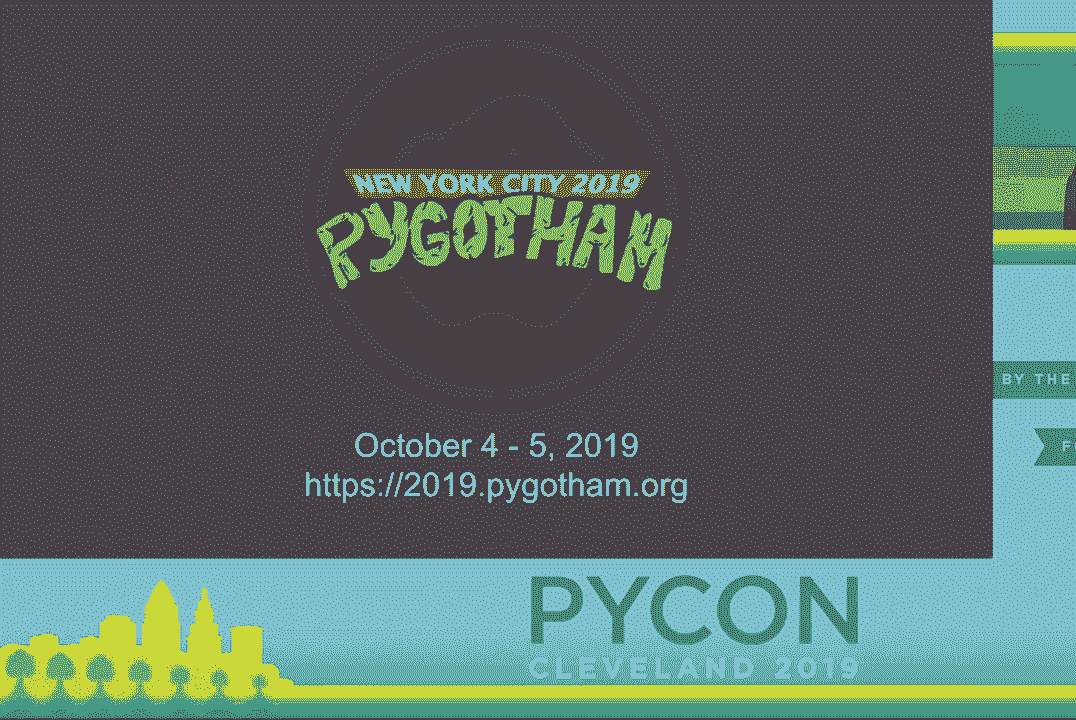 NEW YORK CITY 2019
PYGOTHAM
October 4 - 5, 2019
https://2019.pygotham.org
BY THE
PYCON
CLEVELAND 2019